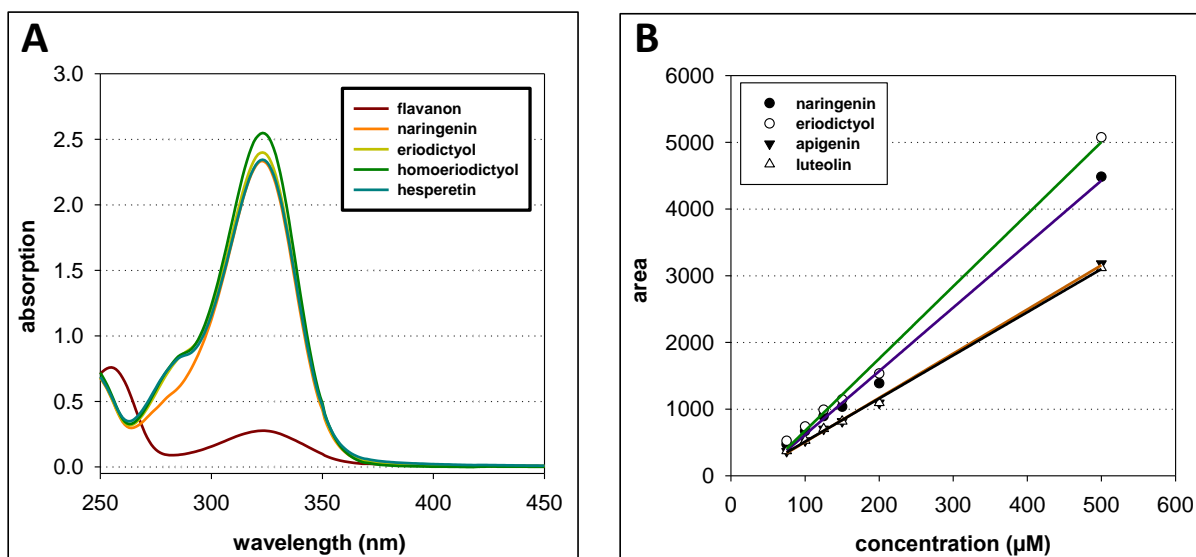 A
3.0
2.5
2.0
1.5
1.0
0.5
0.0
absorption
flavanon
naringenin
eriodictyol
homoeriodictyol
hesperetin
250 300 350 400 450
wavelength (nm)
B
6000
5000
4000
3000
2000
1000
0
area
naringenin
eriodictyol
apigenin
luteolin
0 100 200 300 400 500 600
concentration (µM)